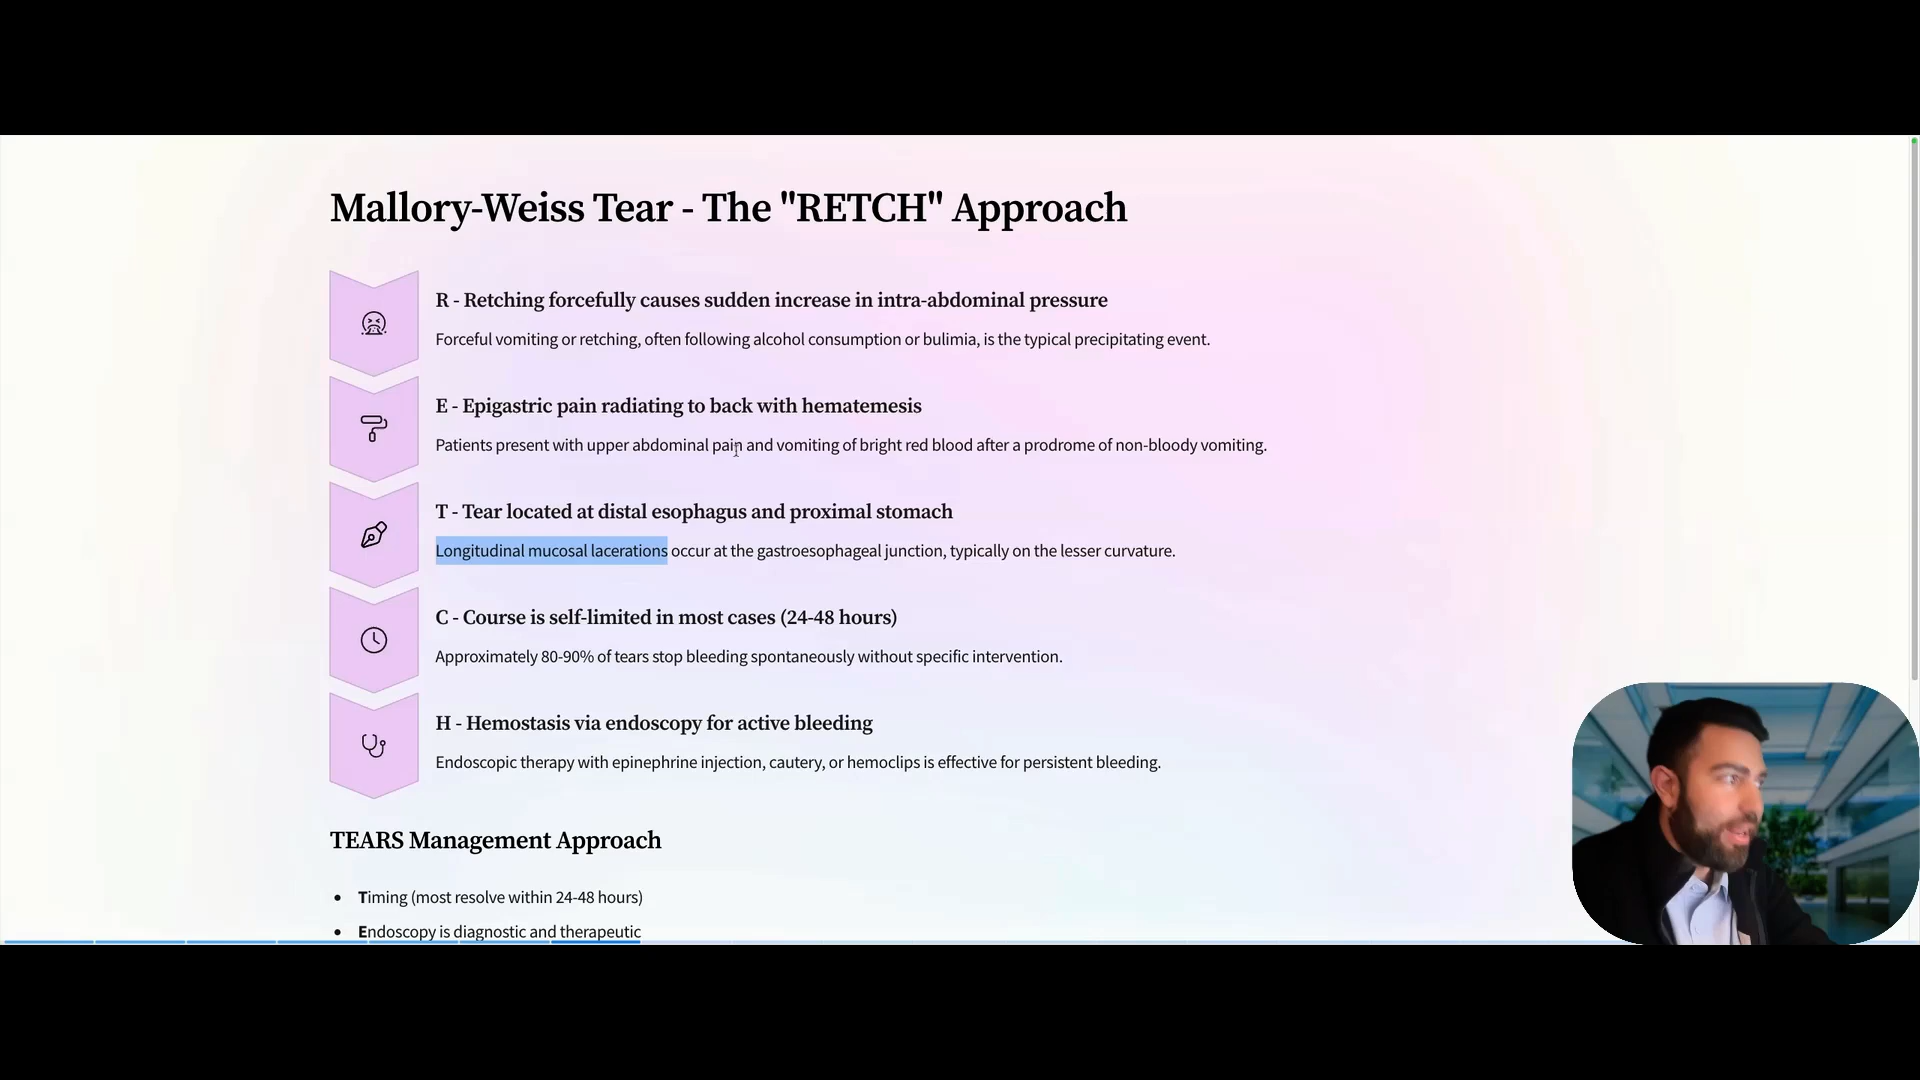 Mallory-Weiss Tear - The "RETCH" Approach
R - Retching forcefully causes sudden increase in intra-abdominal pressure
Forceful vomiting or retching, often following alcohol consumption or bulimia, is the typical precipitating event.
E - Epigastric pain radiating to back with hematemesis
Patients present with upper abdominal pain and vomiting of bright red blood after a prodrome of non-bloody vomiting.
T - Tear located at distal esophagus and proximal stomach
Longitudinal mucosal lacerations occur at the gastroesophageal junction, typically on the lesser curvature.
C - Course is self-limited in most cases (24-48 hours)
Approximately 80-90% of tears stop bleeding spontaneously without specific intervention.
H - Hemostasis via endoscopy for active bleeding
Endoscopic therapy with epinephrine injection, cautery, or hemoclips is effective for persistent bleeding.
TEARS Management Approach
• Timing (most resolve within 24-48 hours)
• Endoscopy is diagnostic and therapeutic